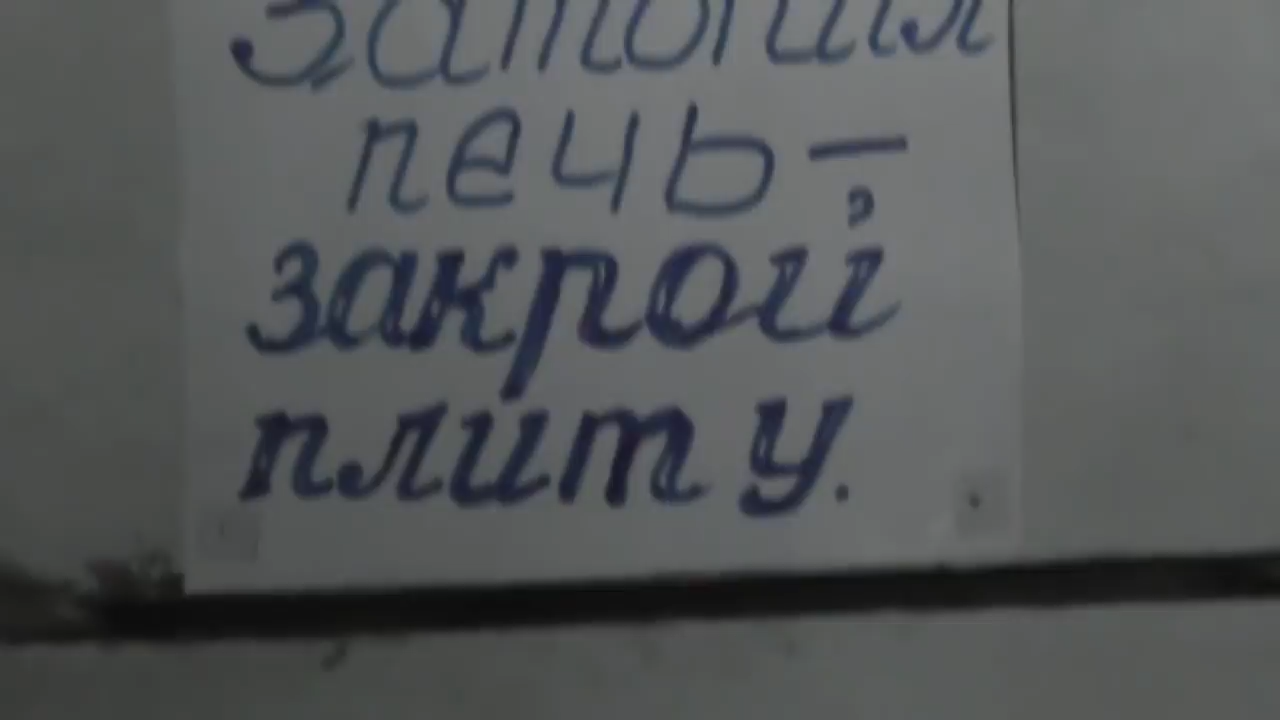 Затопил
печь –
закрой
плиту.